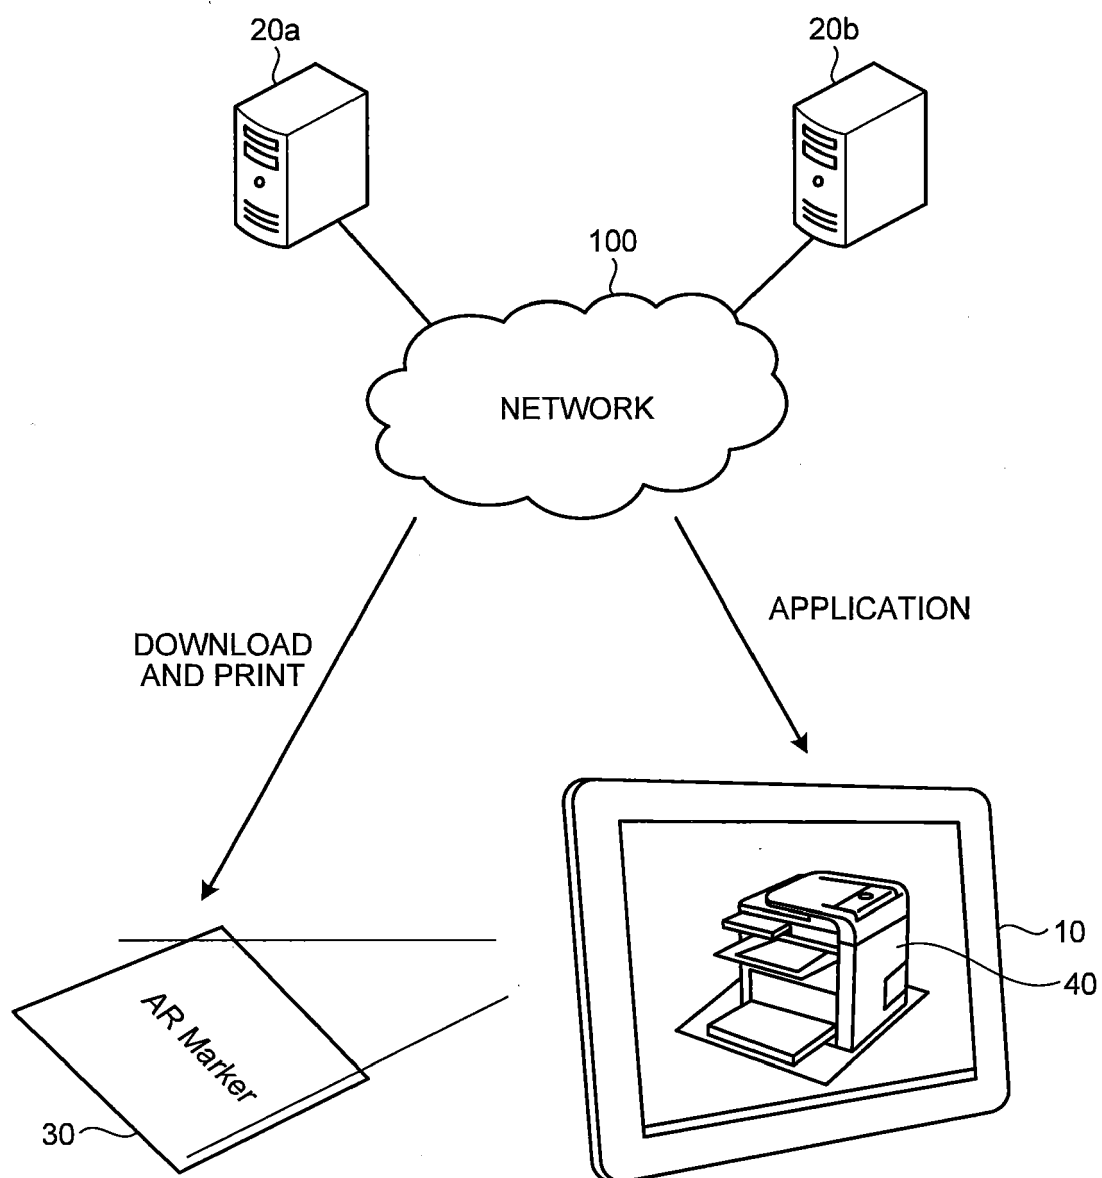 20a
20b
100
NETWORK
APPLICATION
DOWNLOAD
AND PRINT
10
40
AR Marker
30